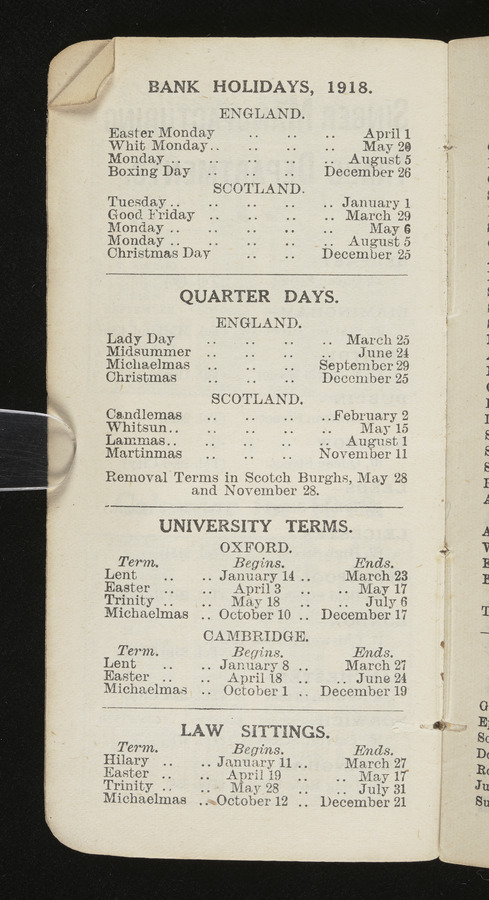 BANK HOLIDAYS, 1918.
ENGLAND.
Easter Monday .. .. .. April 1
Whit Monday.. .. .. .. May 20
Monday .. .. .. .. .. August 5
Boxing Day .. .. .. December 26
SCOTLAND.
Tuesday .. .. .. .. .. January 1
Good Friday .. .. .. .. March 29
Monday .. .. .. .. .. May 6
Monday .. .. .. .. .. August 5
Christmas Day .. .. December 25
QUARTER DAYS.
ENGLAND.
Lady Day .. .. .. .. March 25
Midsummer .. .. .. .. June 24
Michaelmas .. .. .. September 29
Christmas .. .. .. December 25
SCOTLAND.
Candlemas .. .. .. ..February 2
Whitsun.. .. .. .. .. May 15
Lammas.. .. .. .. .. August 1
Martinmas .. .. .. November 11
Removal Terms in Scotch Burghs, May 28
and November 28.
UNIVERSITY TERMS.
OXFORD.
Term. Begins. Ends.
Lent .. .. January 14 .. March 23
Easter .. .. April 3 .. .. May 17
Trinity .. .. May 18 .. .. July 6
Michaelmas .. October 10 .. December 17
CAMBRIDGE.
Term. Begins. Ends.
Lent .. .. January 8 .. March 27
Easter .. .. April 18 .. .. June 24
Michaelmas .. October 1 .. December 19
LAW SITTINGS.
Term. Begins. Ends.
Hilary .. .. January 11 .. March 27
Easter .. .. April 19 .. .. May 17
Trinity .. .. May 28 .. .. July 31
Michaelmas .. October 12 .. December 21